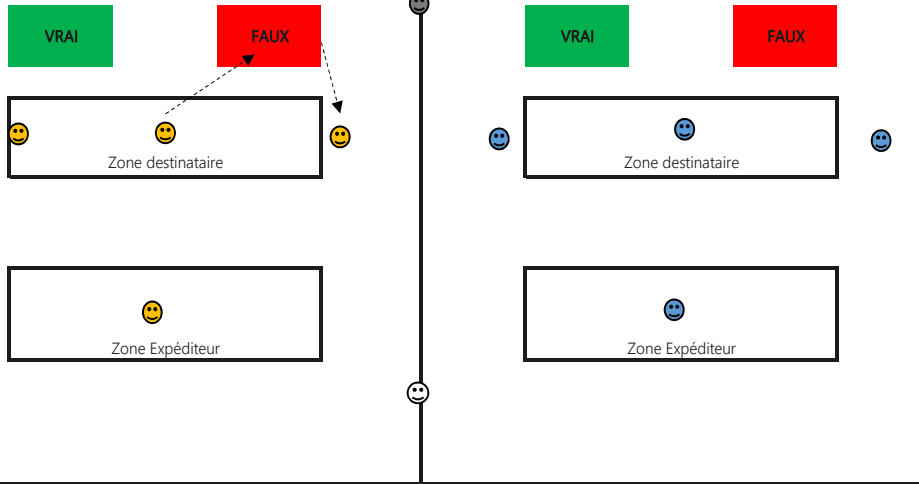 VRAI
FAUX
VRAI
FAUX
Zone destinataire
Zone destinataire
Zone Expéditeur
Zone Expéditeur